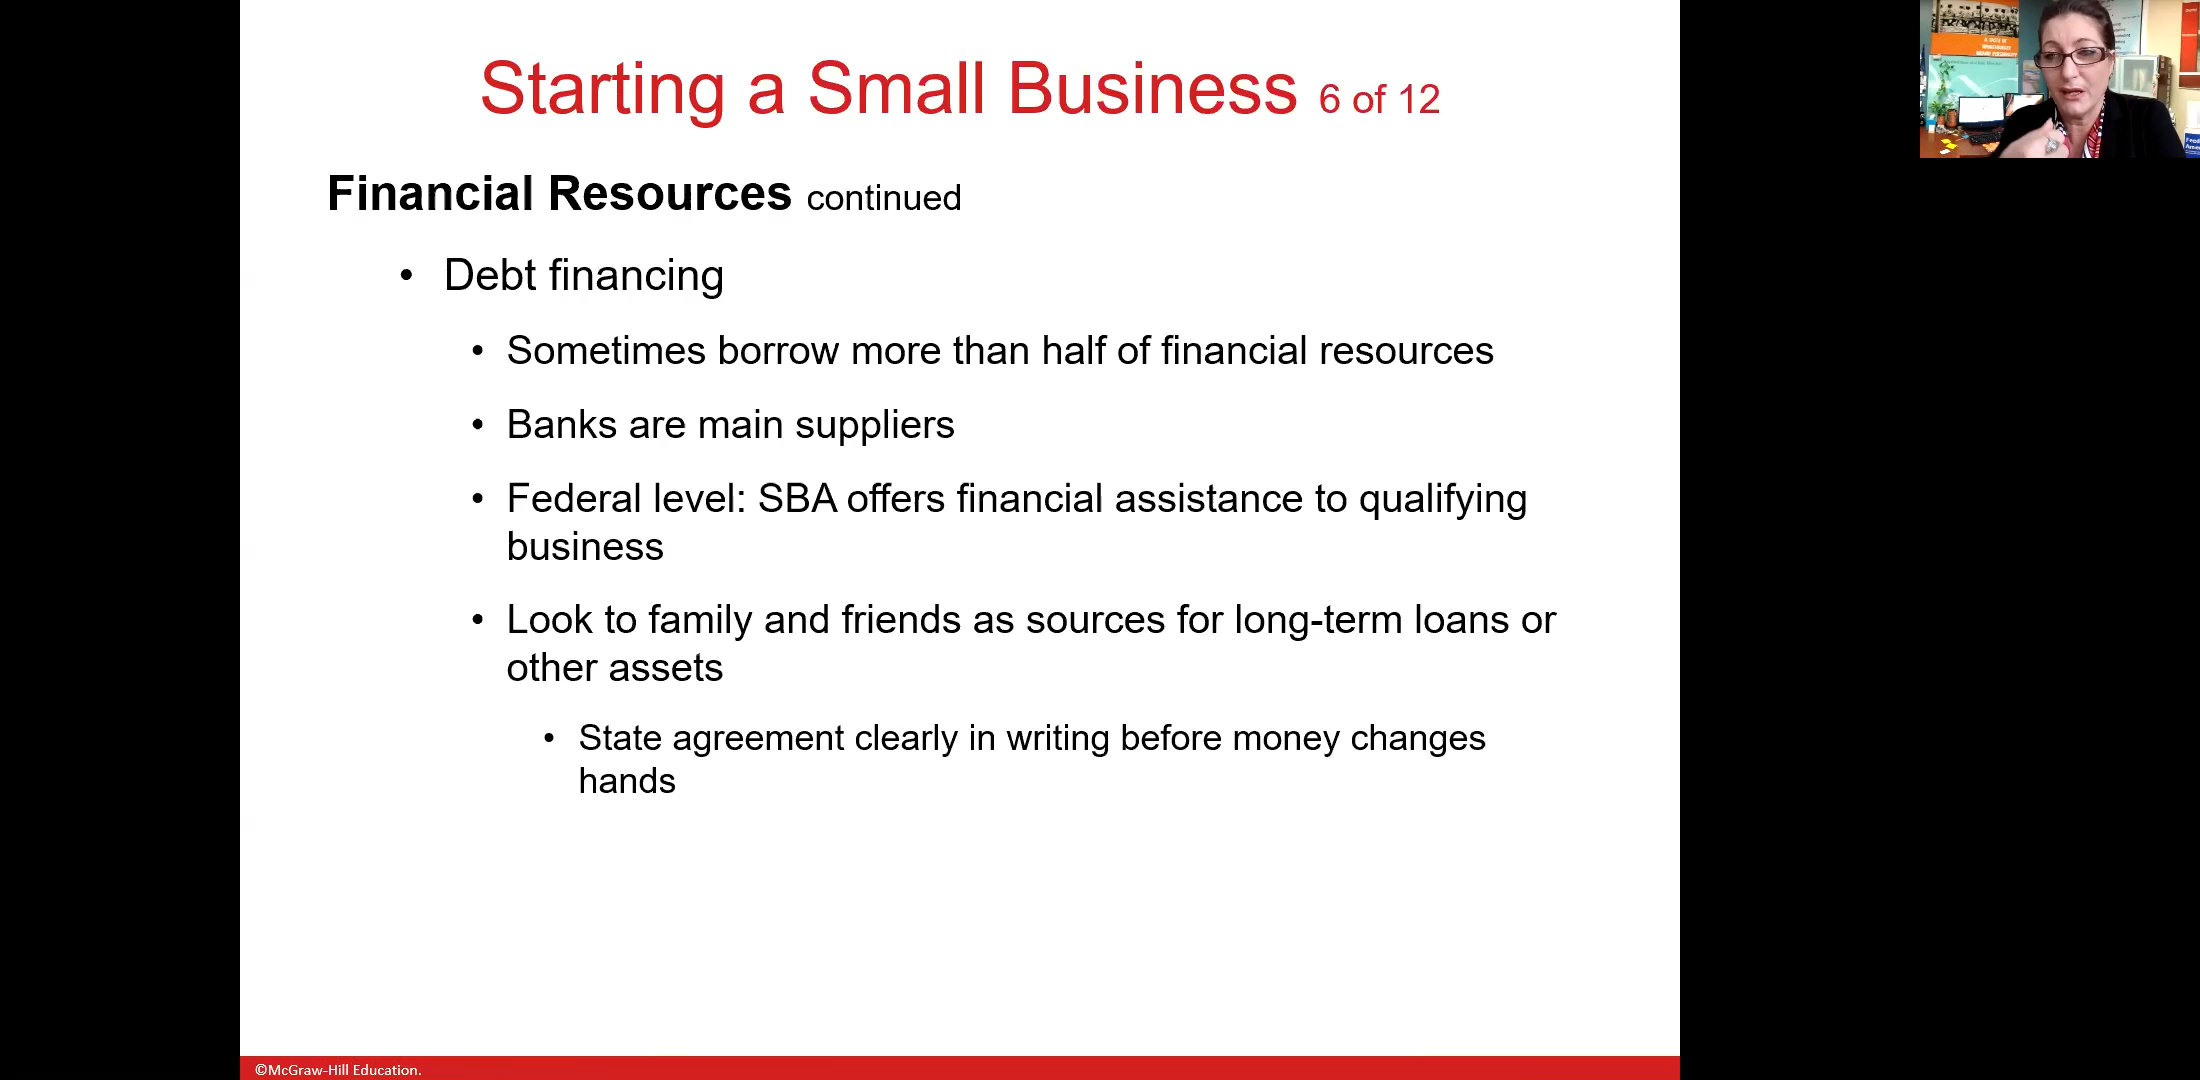 Starting a Small Business 6 of 12
Financial Resources continued
• Debt financing
• Sometimes borrow more than half of financial resources
• Banks are main suppliers
• Federal level: SBA offers financial assistance to qualifying
business
• Look to family and friends as sources for long-term loans or
other assets
• State agreement clearly in writing before money changes
hands
©McGraw-Hill Education.